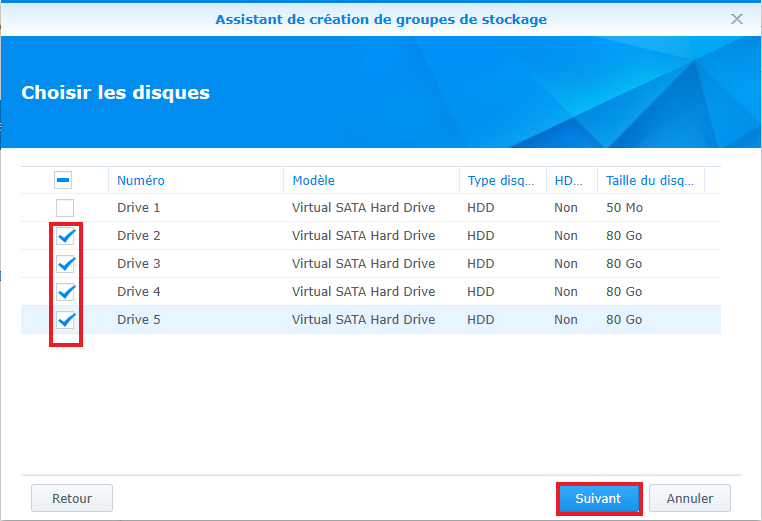 Assistant de création de groupes de stockage
Choisir les disques
Numéro Modèle Type disq... HD... Taille du disq...
Drive 1 Virtual SATA Hard Drive HDD Non 50 Mo
Drive 2 Virtual SATA Hard Drive HDD Non 80 Go
Drive 3 Virtual SATA Hard Drive HDD Non 80 Go
Drive 4 Virtual SATA Hard Drive HDD Non 80 Go
Drive 5 Virtual SATA Hard Drive HDD Non 80 Go
Retour Suivant Annuler